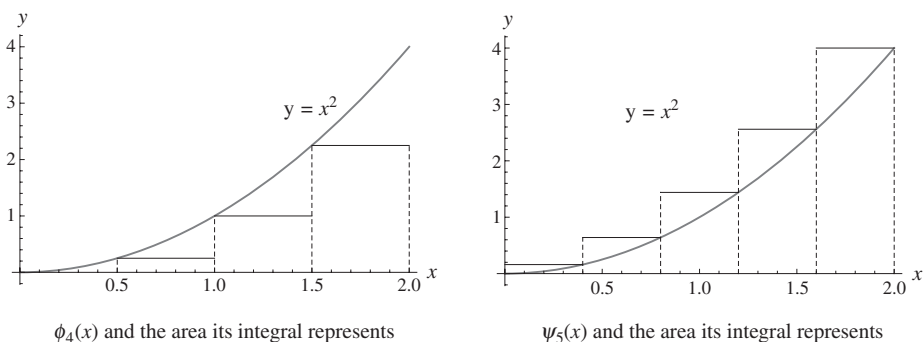 y
4
3
2
1
y = x²
0.5 1.0 1.5 2.0 x
ϕ₄(x) and the area its integral represents
y
4
3
2
1
y = x²
0.5 1.0 1.5 2.0 x
ψ₅(x) and the area its integral represents